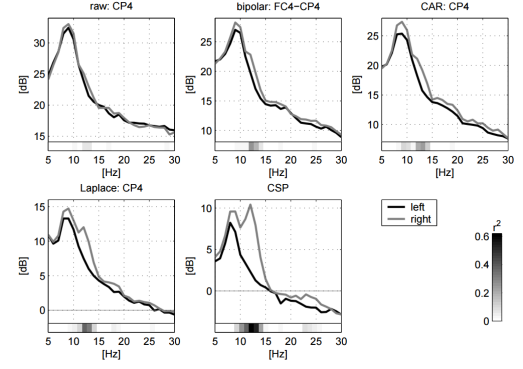 raw: CP4
30
25
20
15
[dB]
5 10 15 20 25 30
[Hz]
bipolar: FC4−CP4
25
20
15
10
[dB]
5 10 15 20 25 30
[Hz]
CAR: CP4
25
20
15
10
[dB]
5 10 15 20 25 30
[Hz]
Laplace: CP4
15
10
5
0
[dB]
5 10 15 20 25 30
[Hz]
CSP
10
5
0
[dB]
5 10 15 20 25 30
[Hz]
left
right
r²
0.6
0.4
0.2
0